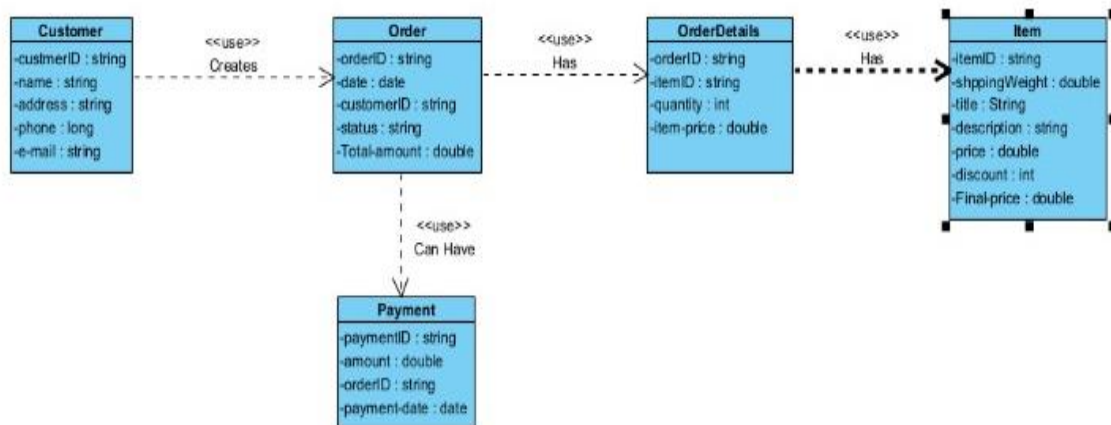 Customer
-custmerID : string
-name : string
-address : string
-phone : long
-e-mail : string
<<use>>
Creates
Order
-orderID : string
-date : date
-customerID : string
-status : string
-Total-amount : double
<<use>>
Has
OrderDetails
-orderID : string
-itemID : string
-quantity : int
-item-price : double
<<use>>
Has
Item
-itemID : string
-shppingWeight : double
-title : String
-description : string
-price : double
-discount : int
-Final-price : double
<<use>>
Can Have
Payment
-paymentID : string
-amount : double
-orderID : string
-payment-date : date